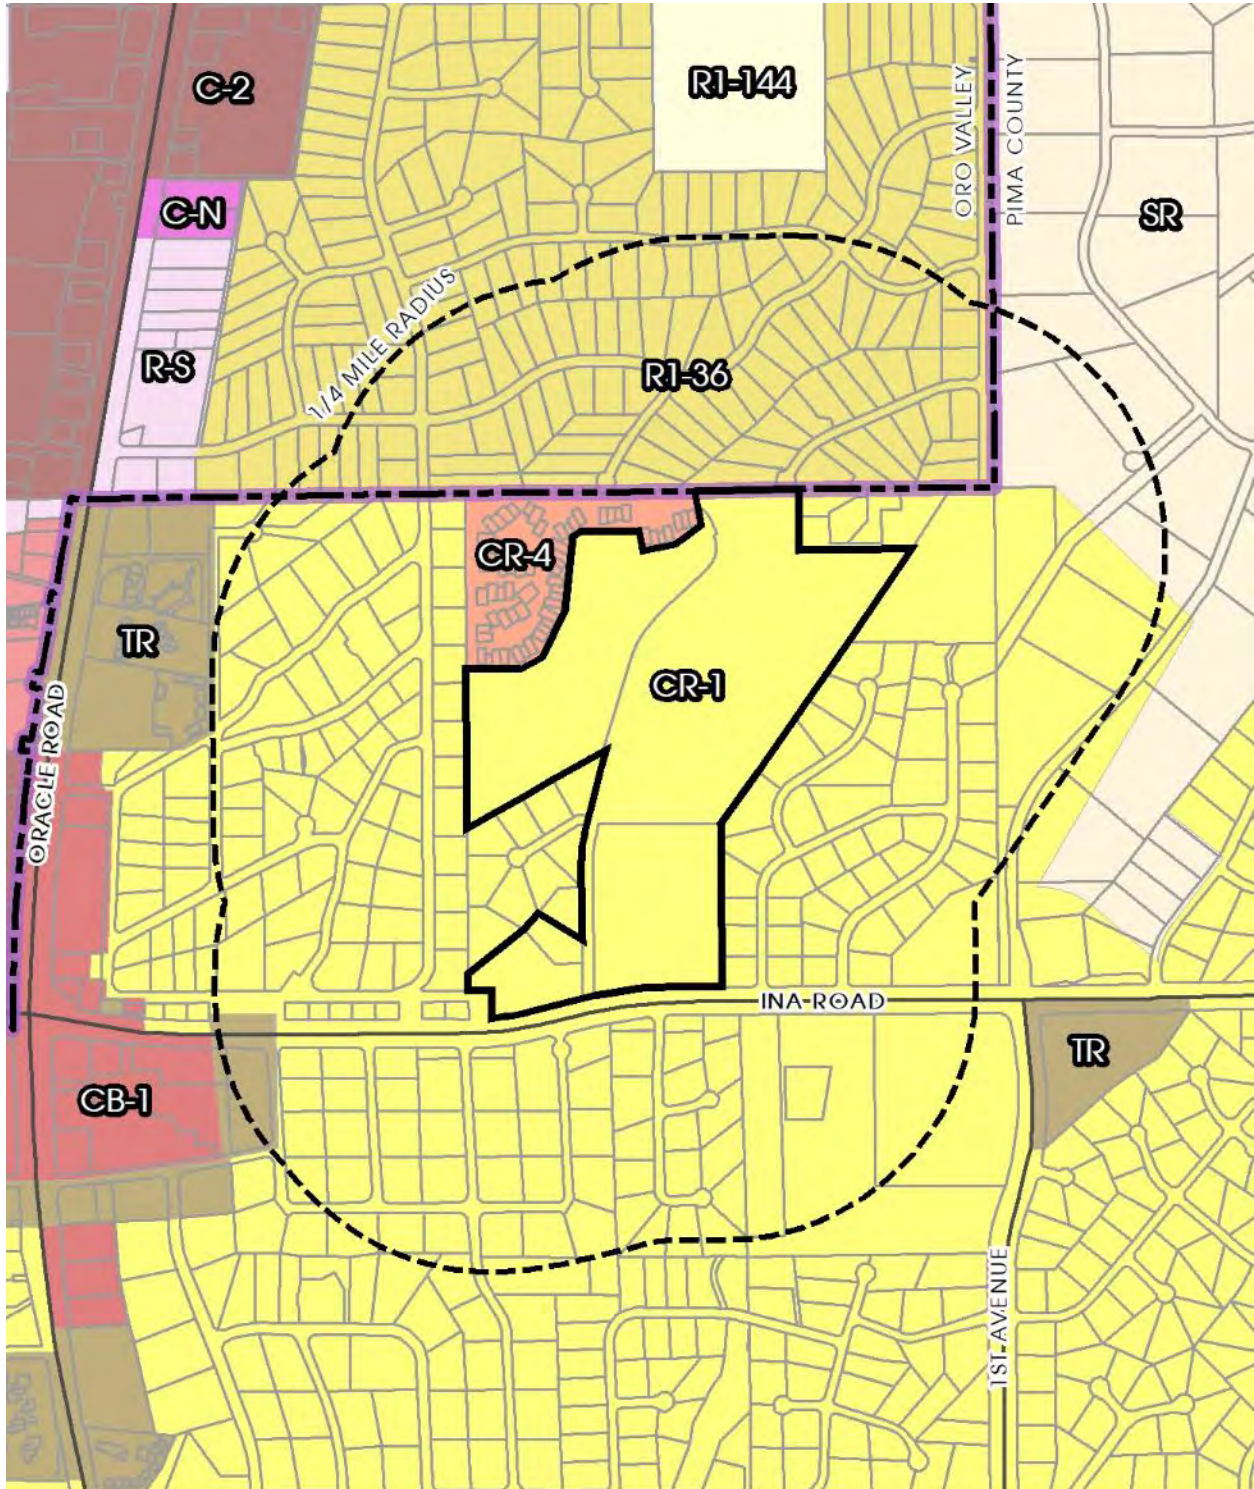 C-2
R1-144
ORO VALLEY
PIMA COUNTY
C-N
SR
1/4 MILE RADIUS
R-S
R1-36
CR-4
TR
CR-1
ORACLE ROAD
INA ROAD
TR
CB-1
1ST AVENUE